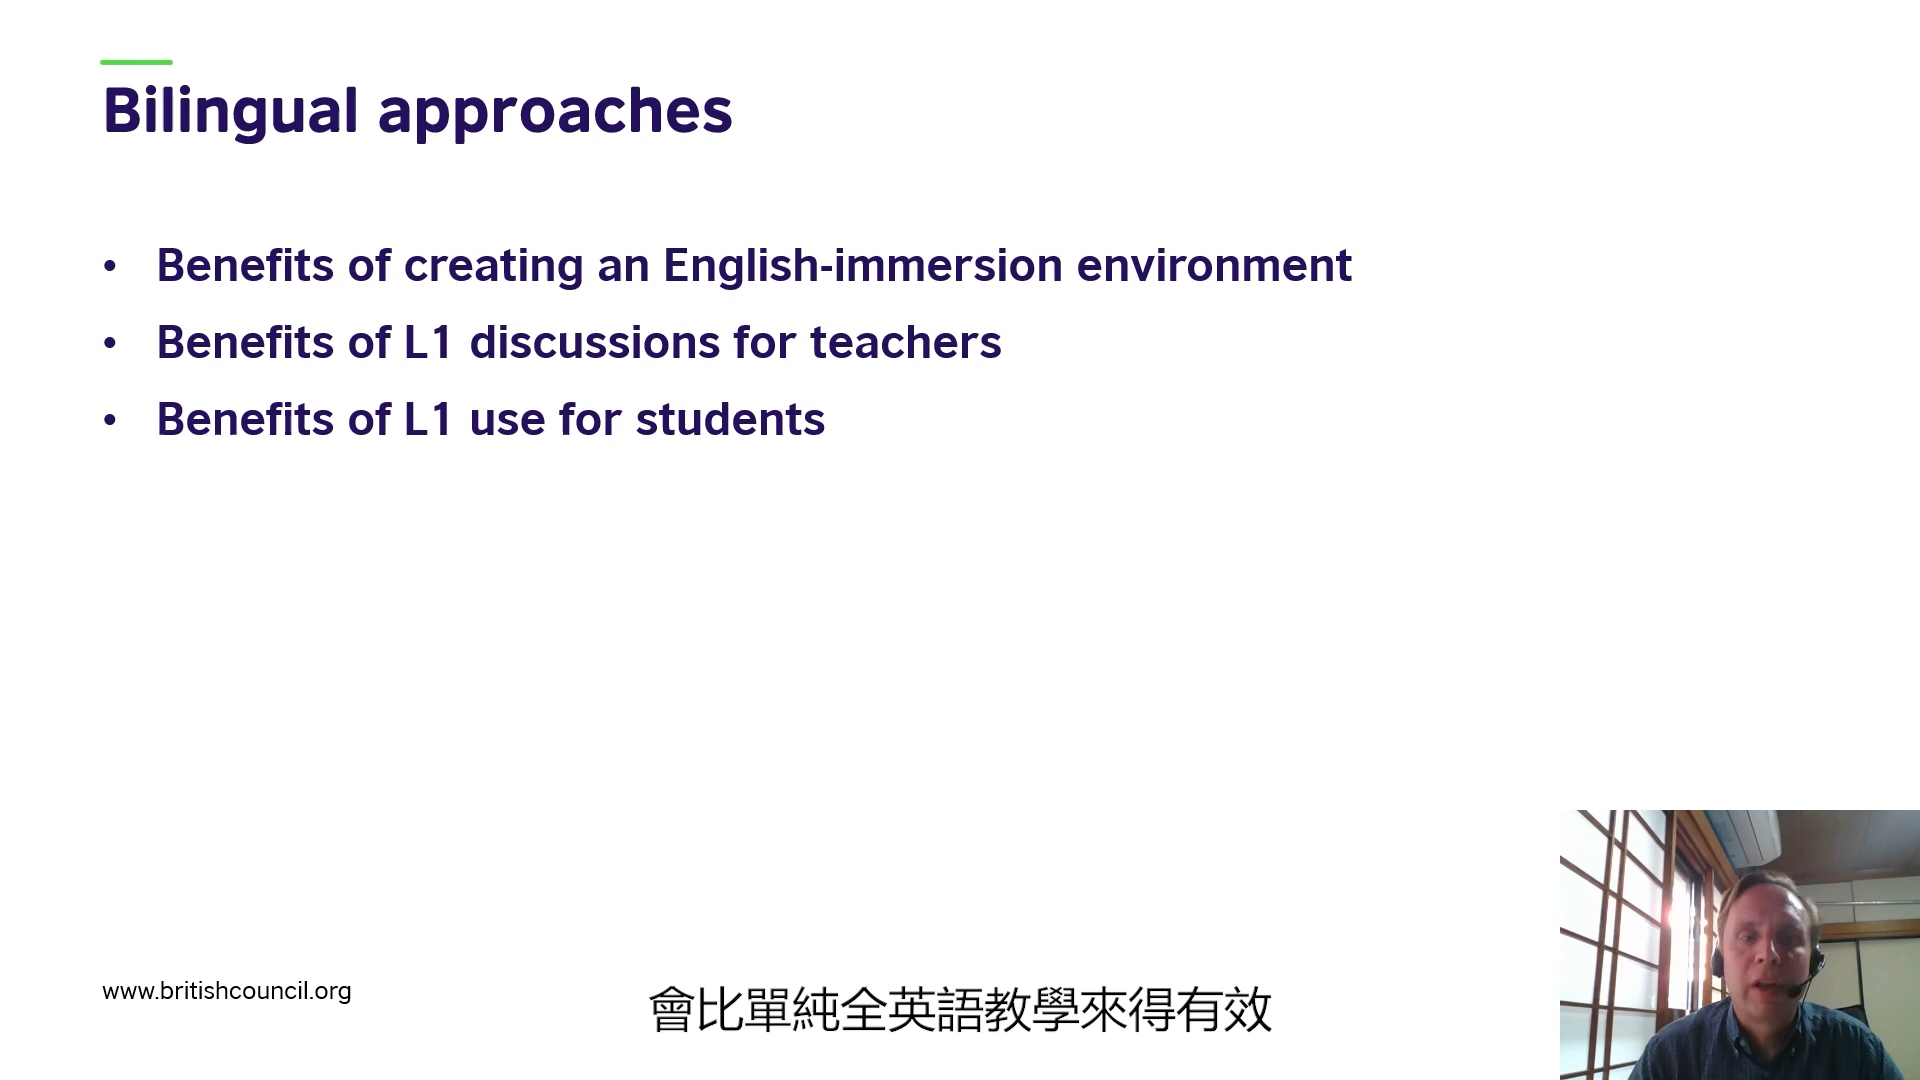 Bilingual approaches
• Benefits of creating an English-immersion environment
• Benefits of L1 discussions for teachers
• Benefits of L1 use for students
www.britishcouncil.org
會比單純全英語教學來得有效